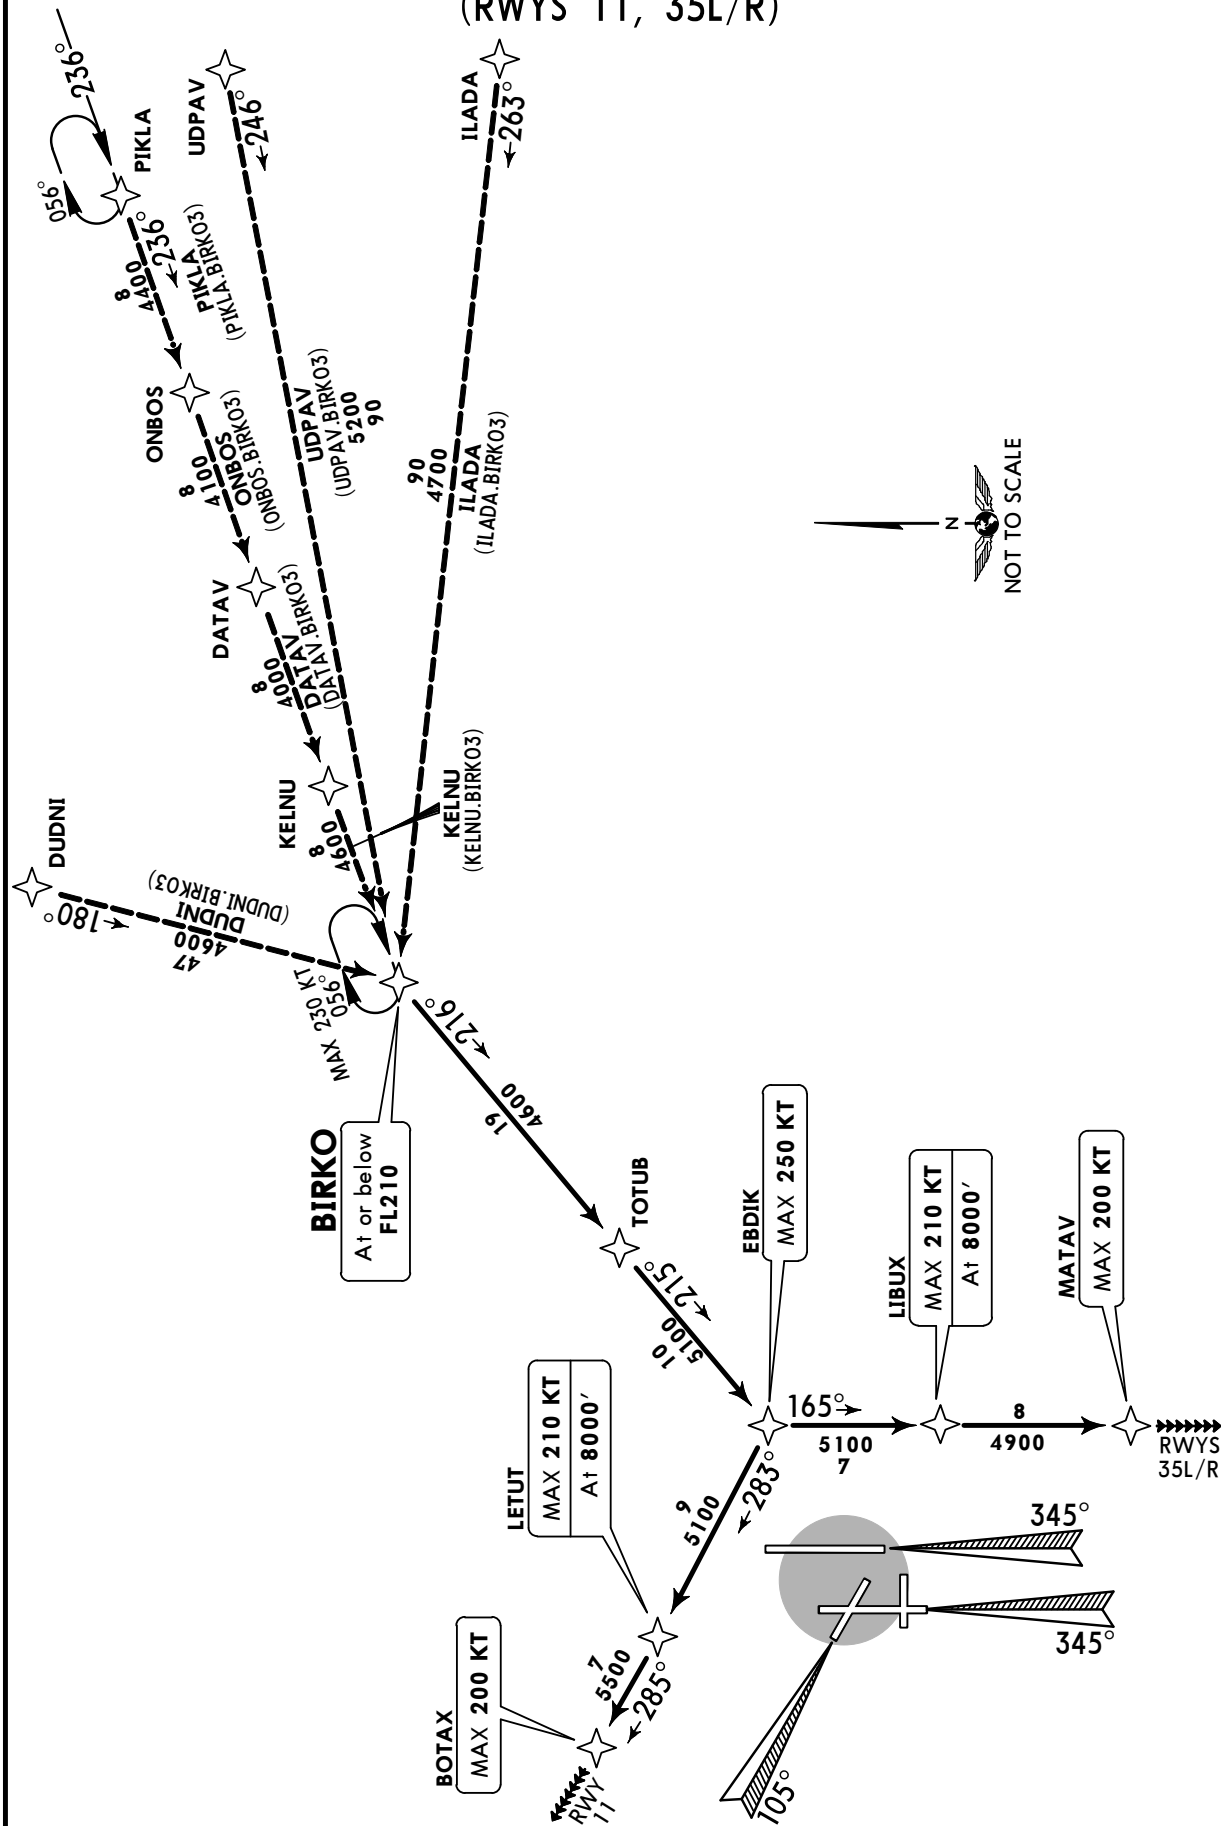 (RWYS 11, 35L/R)
236°
056°
PIKLA
UDPAV
246°
ILADA
263°
236°
PIKLA
(PIKLA.BIRKO3)
8
4400
ONBOS
8
4100
ONBOS
(ONBOS.BIRKO3)
UDPAV
(UDPAV.BIRKO3)
5200
90
90
4700
ILADA
(ILADA.BIRKO3)
DATAV
8
4000
DATAV
(DATAV.BIRKO3)
N
NOT TO SCALE
KELNU
8
4600
KELNU
(KELNU.BIRKO3)
DUDNI
180°
DUDNI
(DUDNI.BIRKO3)
4600
47
MAX 230 KT
056°
BIRKO
At or below
FL210
216°
19
4600
TOTUB
215°
10
5100
EBDIK
MAX 250 KT
LIBUX
MAX 210 KT
At 8000′
MATAV
MAX 200 KT
165°
5100
7
8
4900
RWYS
35L/R
LETUT
MAX 210 KT
At 8000′
283°
9
5100
BOTAX
MAX 200 KT
7
5500
285°
RWY
11
345°
345°
105°